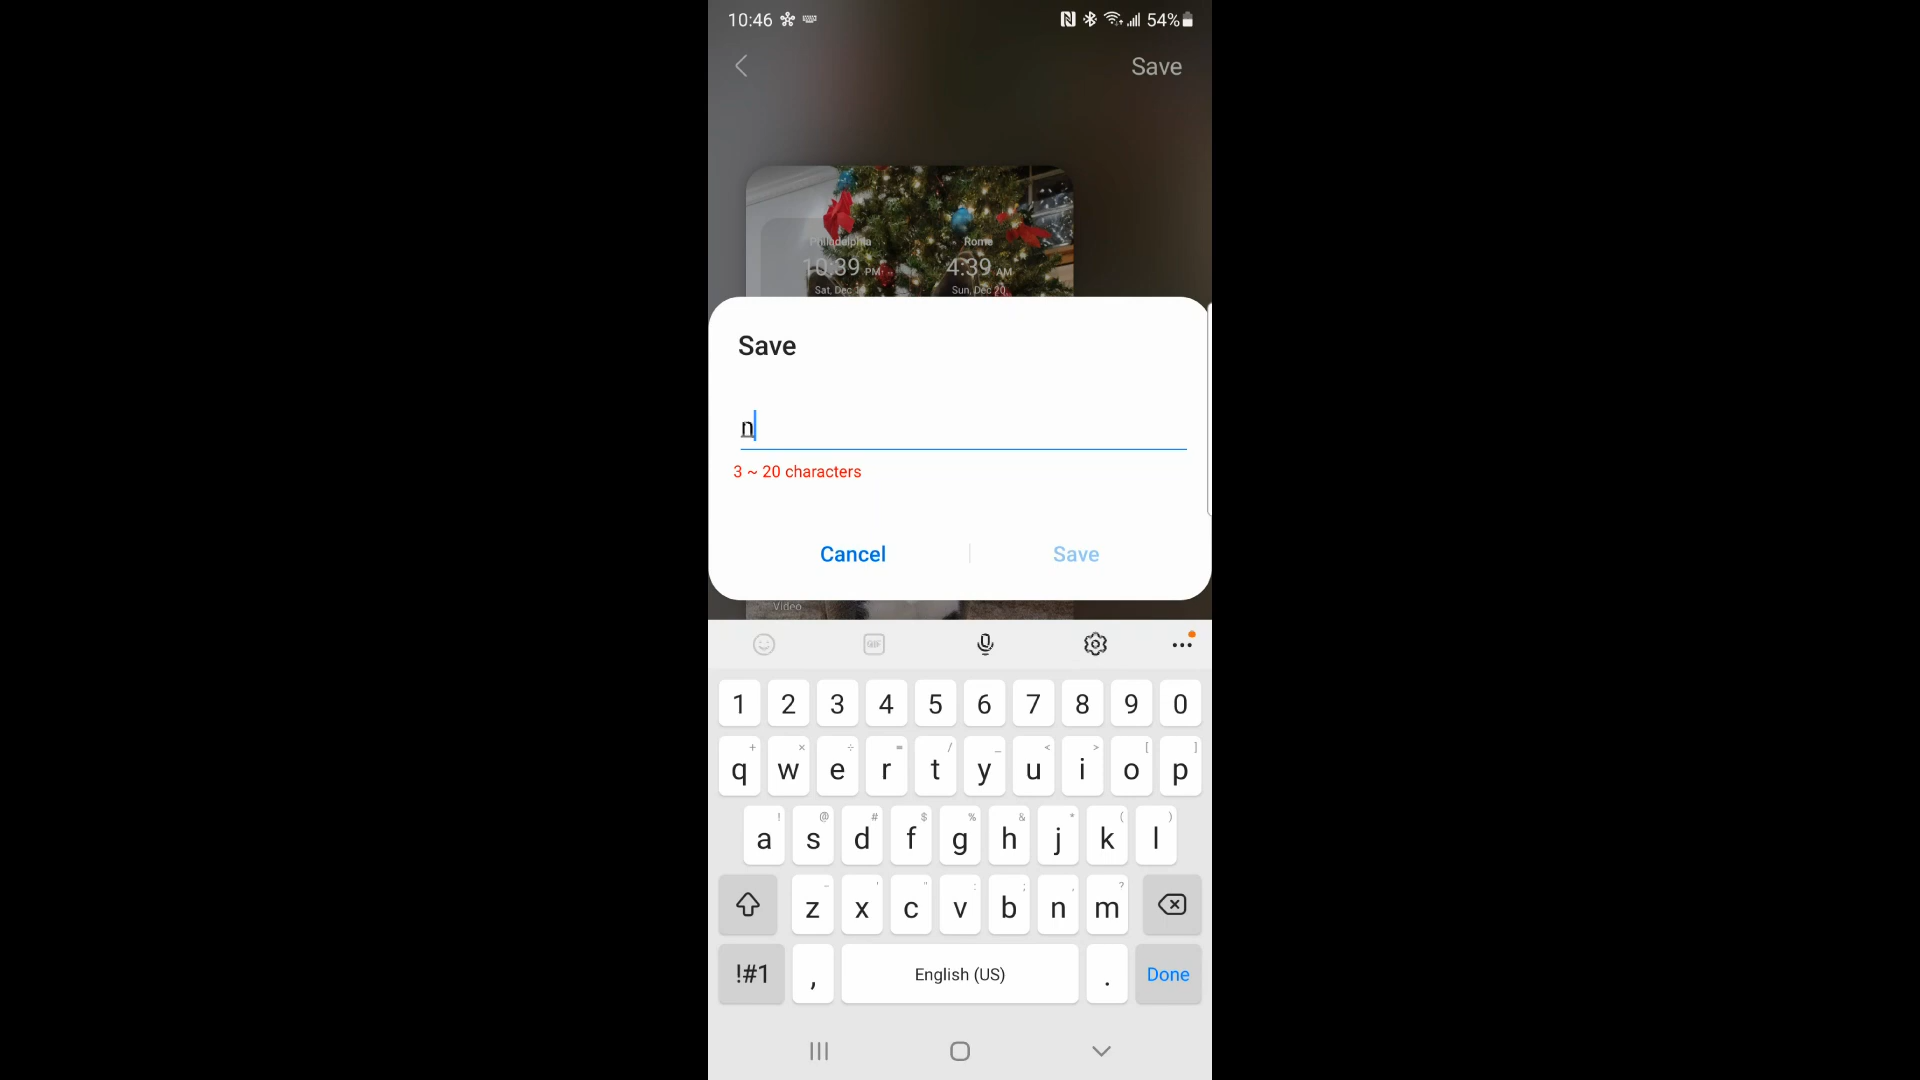 10:46 54%
Save
Philadelphia Rome
10:39 PM 4:39 AM
Sat, Dec 1 Sun, Dec 20
Save
n
3 ~ 20 characters
Cancel Save
Video
GIF
1 2 3 4 5 6 7 8 9 0
+ × ÷ = / _ < > [ ]
q w e r t y u i o p
! @ # $ % & * ( )
a s d f g h j k l
- ' " : ; , ?
z x c v b n m
!#1 , English (US) . Done